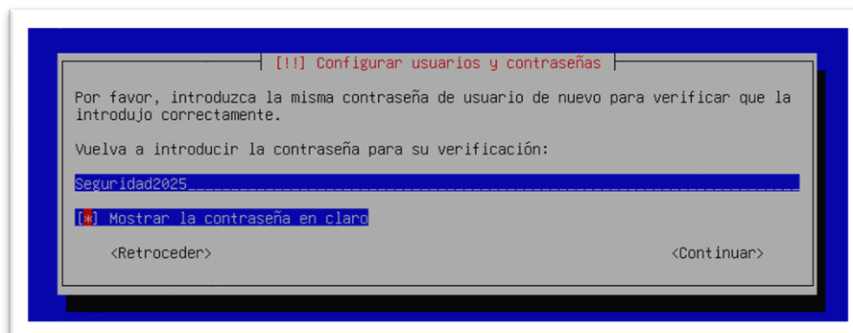 [!!] Configurar usuarios y contraseñas
Por favor, introduzca la misma contraseña de usuario de nuevo para verificar que la
introdujo correctamente.
Vuelva a introducir la contraseña para su verificación:
Seguridad2025
[*] Mostrar la contraseña en claro
<Retroceder> <Continuar>